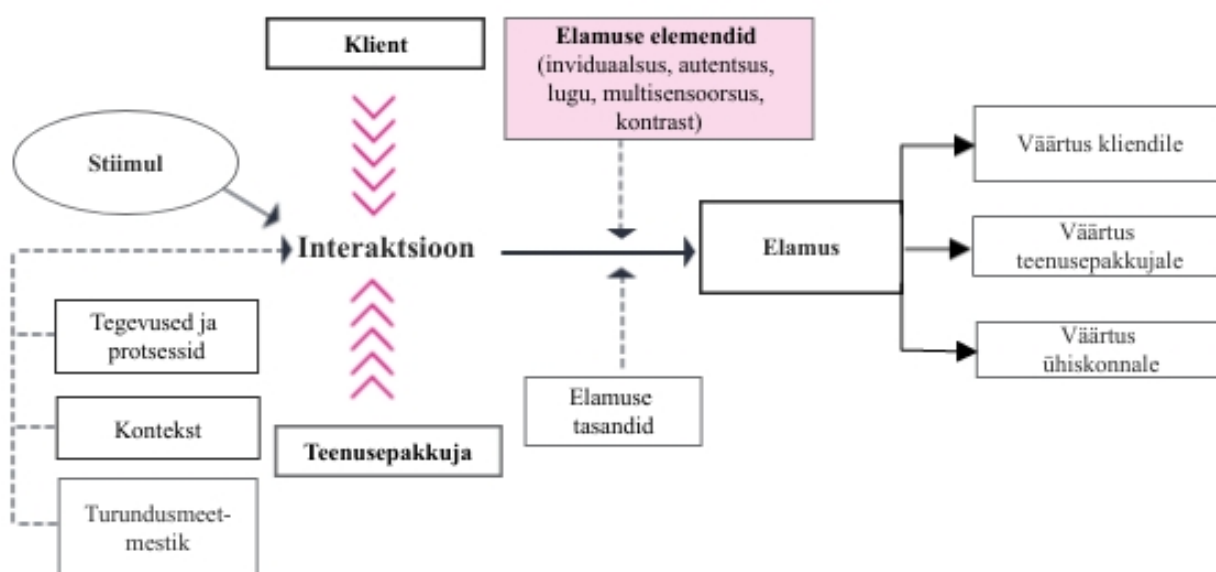 Klient
Elamuse elemendid
(inviduaalsus, autentsus,
lugu, multisensoorsus,
kontrast)
Stiimul
Väärtus kliendile
Interaktsioon
Elamus
Väärtus
teenusepakkujale
Tegevused ja
protsessid
Väärtus
ühiskonnale
Elamuse
tasandid
Kontekst
Teenusepakkuja
Turundusmeet-
mestik